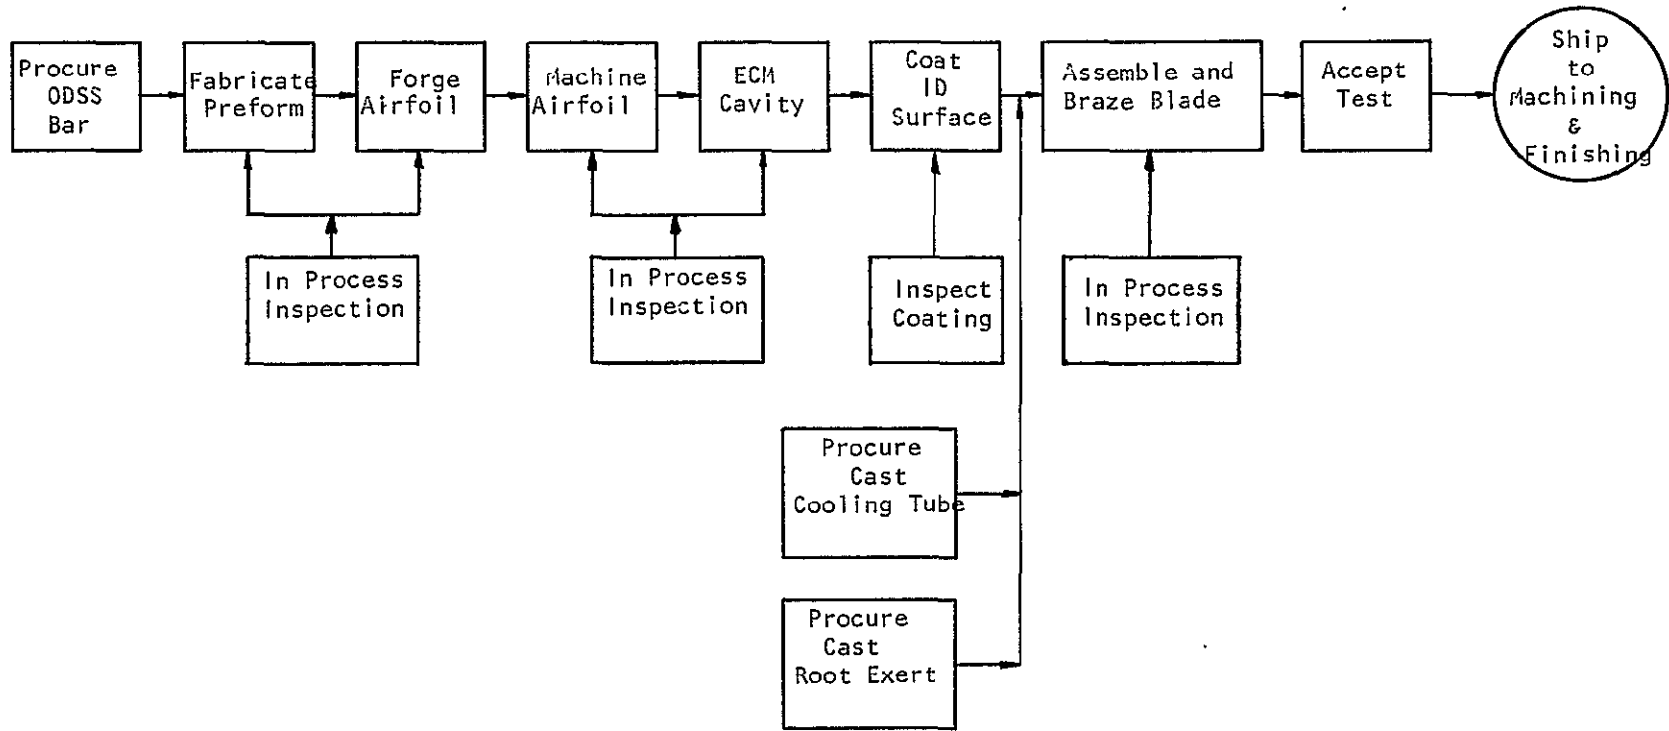 Procure
ODSS
Bar
Fabricate
Preform
Forge
Airfoil
Machine
Airfoil
ECM
Cavity
Coat
ID
Surface
Assemble and
Braze Blade
Accept
Test
Ship
to
Machining
&
Finishing
In Process
Inspection
In Process
Inspection
Inspect
Coating
In Process
Inspection
Procure
Cast
Cooling Tube
Procure
Cast
Root Exert